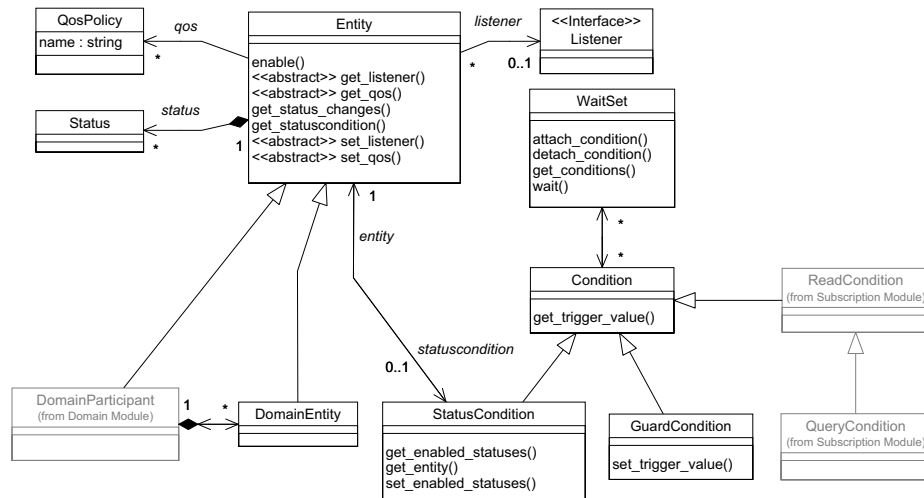 QosPolicy
name : string
qos
*
Entity
enable()
<<abstract>> get_listener()
<<abstract>> get_qos()
get_status_changes()
get_statuscondition()
<<abstract>> set_listener()
<<abstract>> set_qos()
listener
*
0..1
<<Interface>>
Listener
Status
status
*
1
WaitSet
attach_condition()
detach_condition()
get_conditions()
wait()
1
entity
*
*
Condition
get_trigger_value()
ReadCondition
(from Subscription Module)
statuscondition
0..1
DomainParticipant
(from Domain Module)
1
*
DomainEntity
StatusCondition
get_enabled_statuses()
get_entity()
set_enabled_statuses()
GuardCondition
set_trigger_value()
QueryCondition
(from Subscription Module)